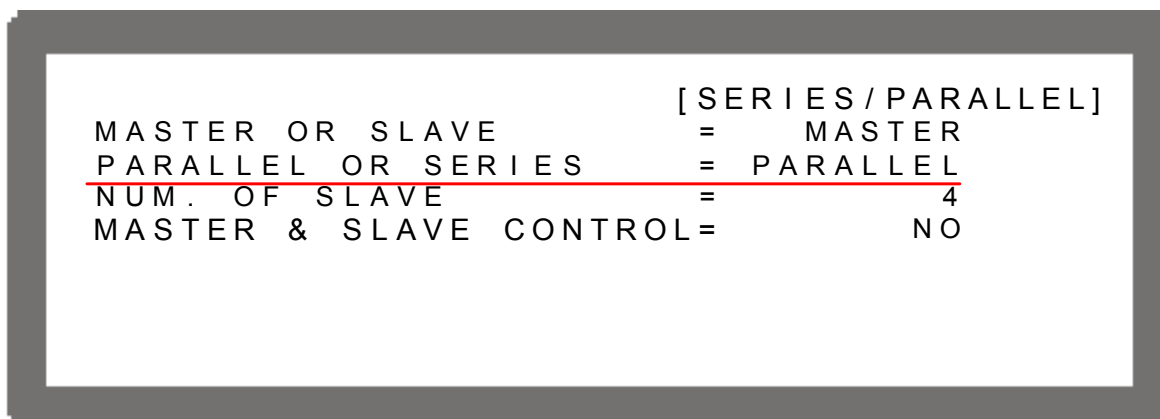 [SERIES/PARALLEL]
MASTER OR SLAVE = MASTER
PARALLEL OR SERIES = PARALLEL
NUM. OF SLAVE = 4
MASTER & SLAVE CONTROL= NO